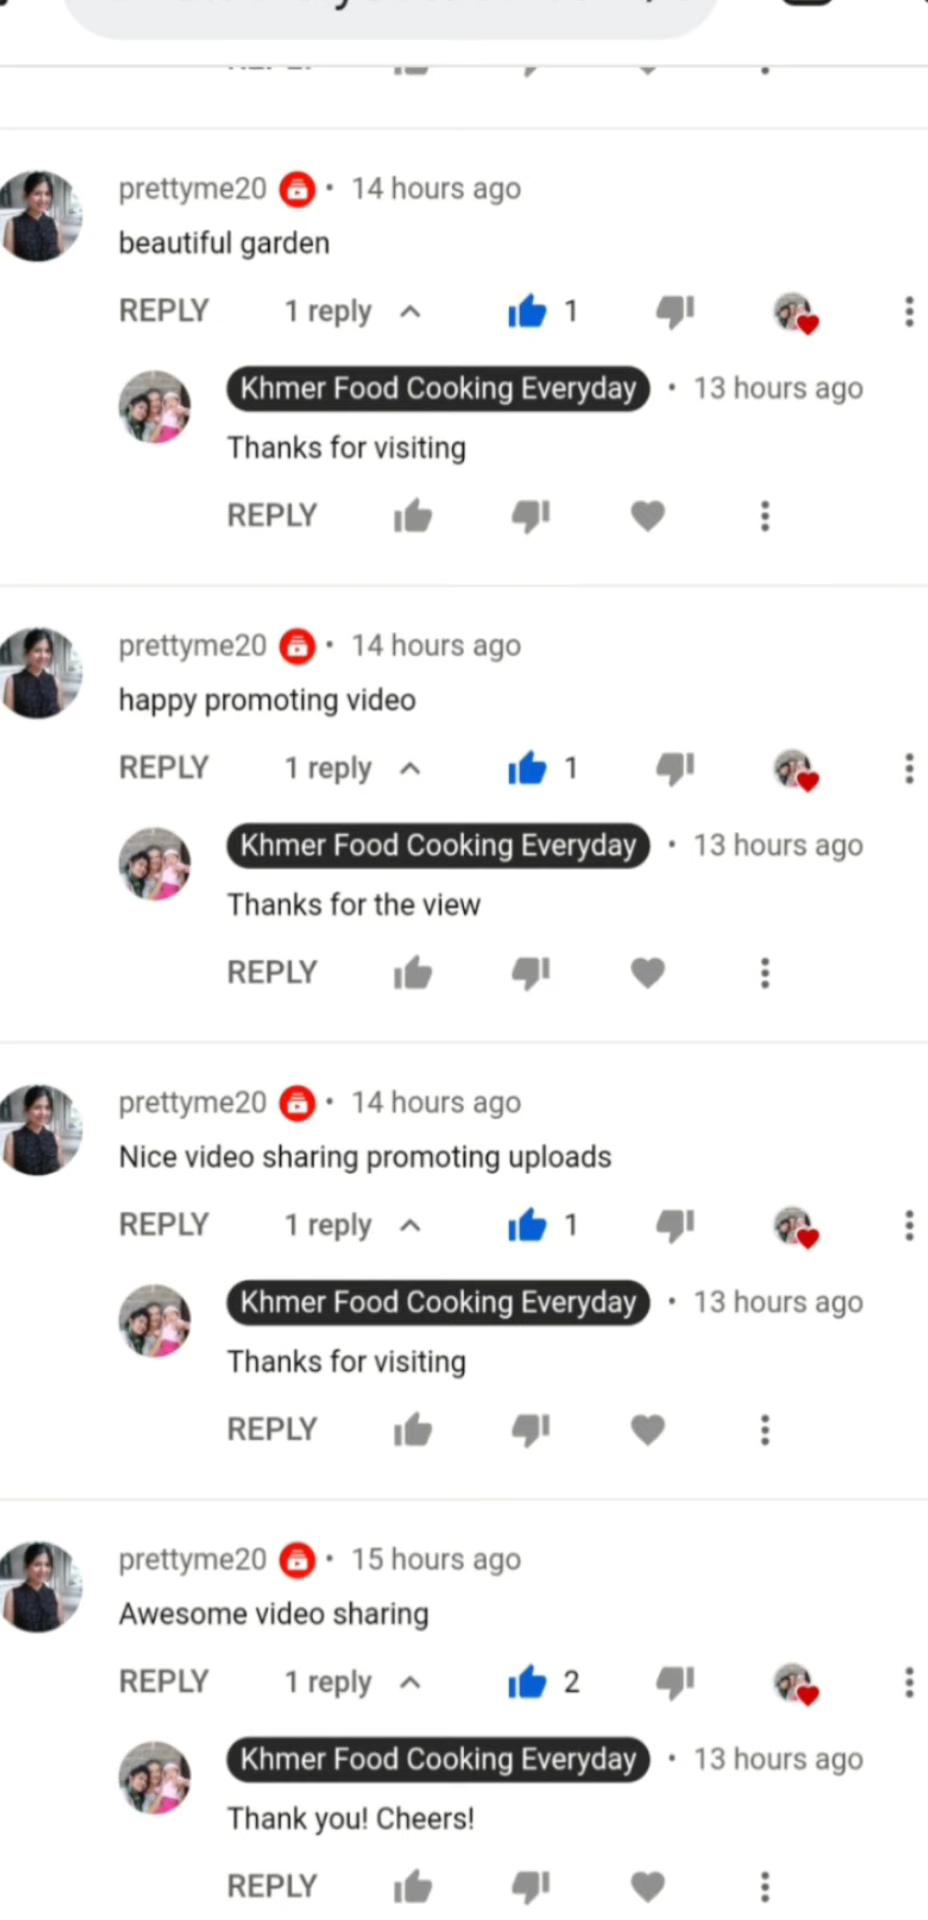 prettyme20 • 14 hours ago
beautiful garden
REPLY 1 reply 1
Khmer Food Cooking Everyday • 13 hours ago
Thanks for visiting
REPLY
prettyme20 • 14 hours ago
happy promoting video
REPLY 1 reply 1
Khmer Food Cooking Everyday • 13 hours ago
Thanks for the view
REPLY
prettyme20 • 14 hours ago
Nice video sharing promoting uploads
REPLY 1 reply 1
Khmer Food Cooking Everyday • 13 hours ago
Thanks for visiting
REPLY
prettyme20 • 15 hours ago
Awesome video sharing
REPLY 1 reply 2
Khmer Food Cooking Everyday • 13 hours ago
Thank you! Cheers!
REPLY